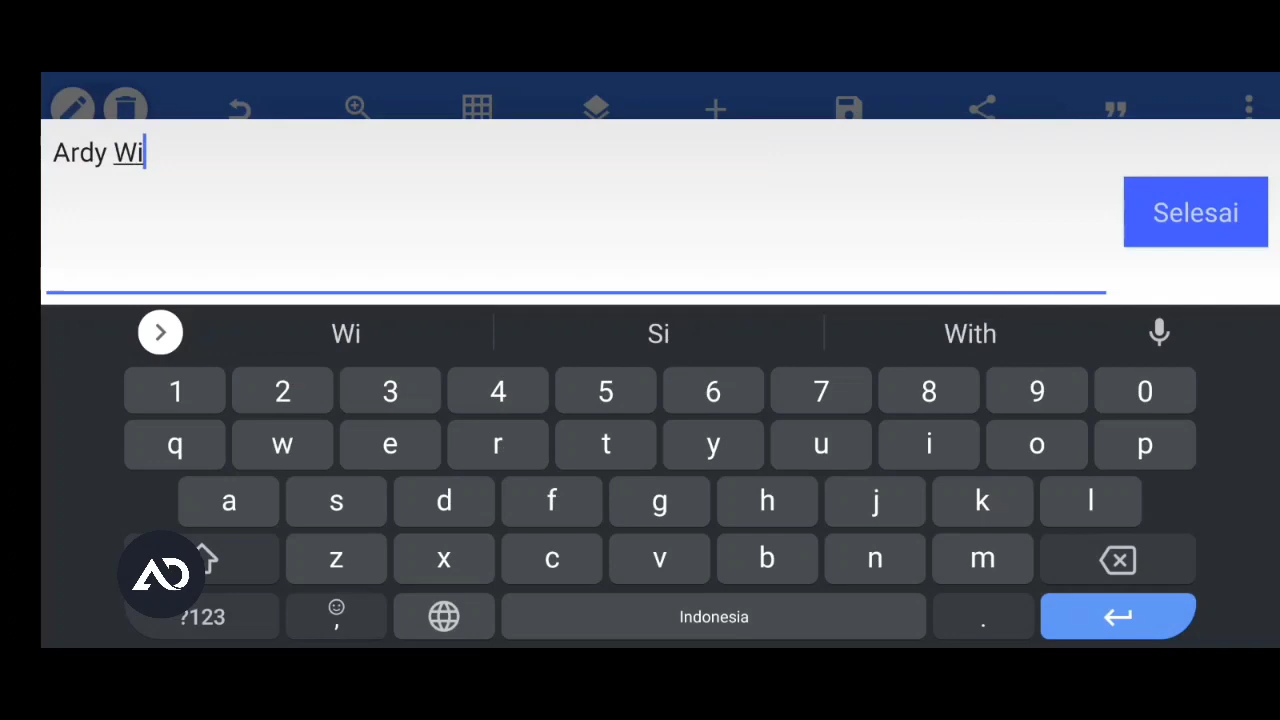 Ardy Wi
Selesai
Wi Si With
1 2 3 4 5 6 7 8 9 0
q w e r t y u i o p
a s d f g h j k l
z x c v b n m
?123 , Indonesia .